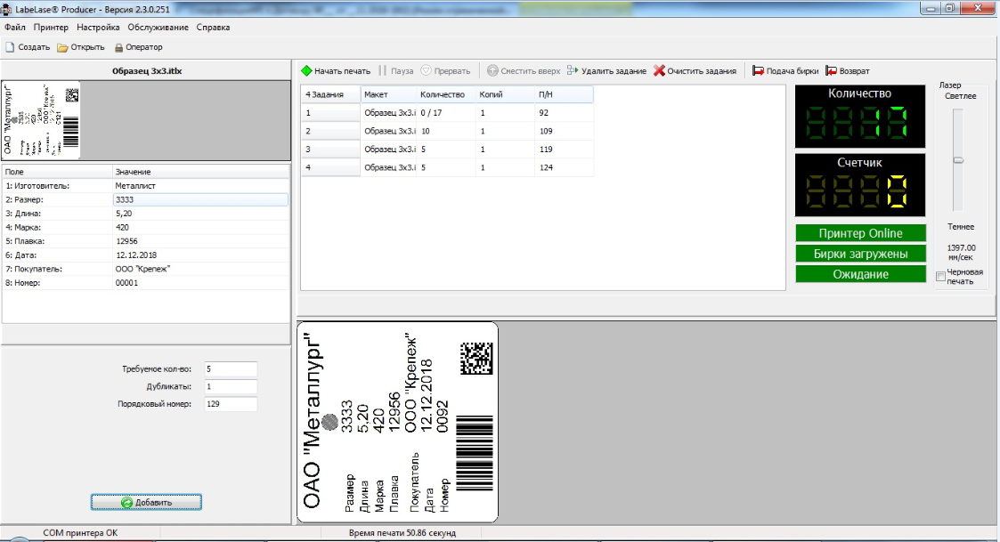 LabeLase® Producer - Версия 2.3.0.251
Файл Принтер Настройка Обслуживание Справка
Создать Открыть Оператор
Образец 3х3.itbx
ОАО "Металлург"
Поле Значение
1: Изготовитель: Металлист
2: Размер: 3333
3: Длина: 5,20
4: Марка: 420
5: Плавка: 12956
6: Дата: 12.12.2018
7: Покупатель: ООО "Крепеж"
8: Номер: 00001
Требуемое кол-во: 5
Дубликаты: 1
Порядковый номер: 129
Добавить
Начать печать Пауза Прервать Сместить вверх Удалить задание Очистить задания Подача бирки Возврат
4 Задания Макет Количество Копий П/Н
1 Образец 3х3.i 0 / 17 1 92
2 Образец 3х3.i 10 1 109
3 Образец 3х3.i 5 1 119
4 Образец 3х3.i 5 1 124
Количество
17
Счетчик
0
Принтер Online
Бирки загружены
Ожидание
Лазер
Светлее
Темнее
1397.00
мм/сек
Черновая
печать
ОАО "Металлург"
Размер 3333
Длина 5,20
Марка 420
Плавка 12956
Покупатель ООО "Крепеж"
Дата 12.12.2018
Номер 0092
COM принтера OK
Время печати 50.86 секунд